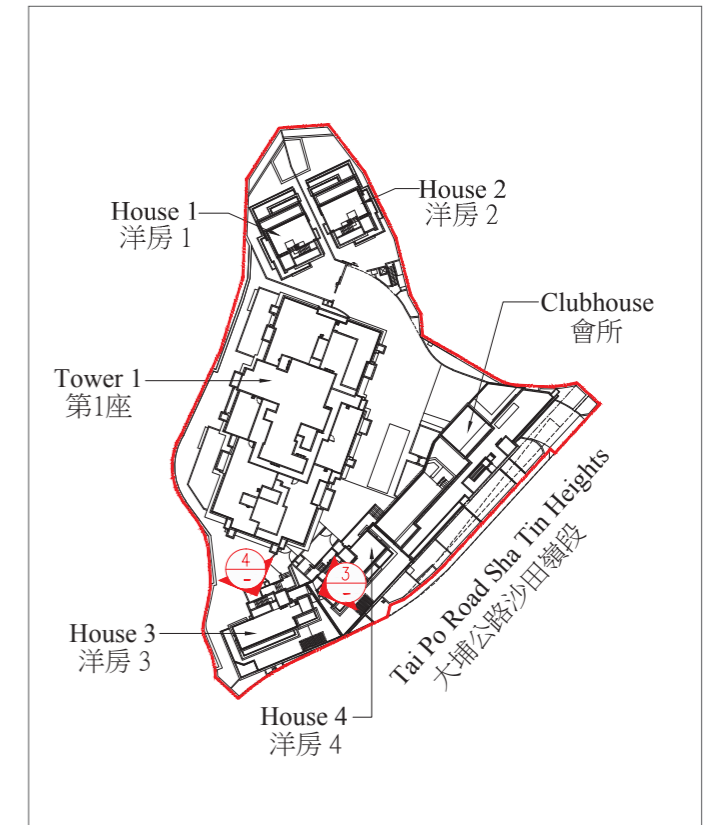 House 1
洋房 1
House 2
洋房 2
Clubhouse
會所
Tower 1
第1座
4
-
3
-
Tai Po Road Sha Tin Heights
大埔公路沙田嶺段
House 3
洋房 3
House 4
洋房 4